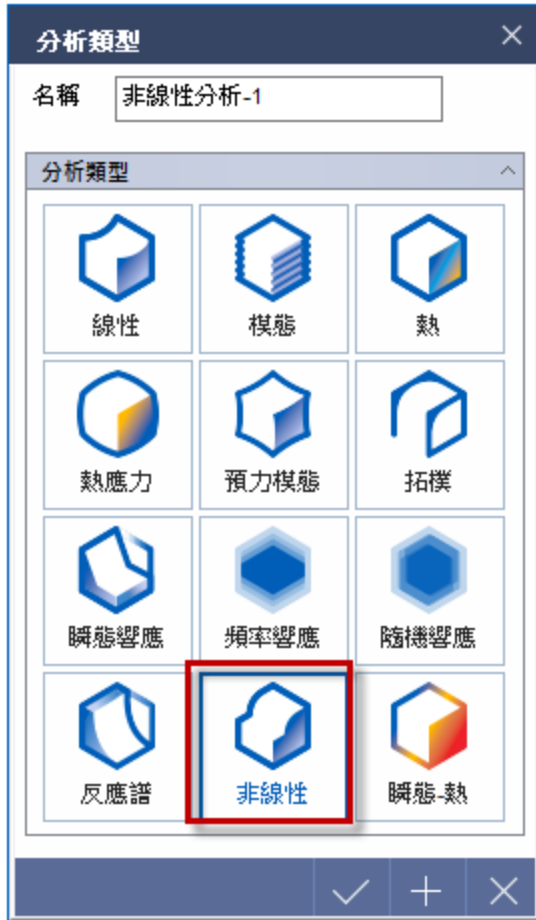 分析類型
名稱 非線性分析-1
分析類型
線性 模態 熱
熱應力 預力模態 拓樸
瞬態響應 頻率響應 隨機響應
反應譜 非線性 瞬態-熱